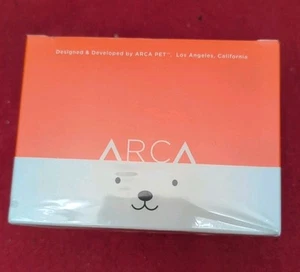 Designed & Developed by ARCA PET™. Los Angeles, California
ARCA